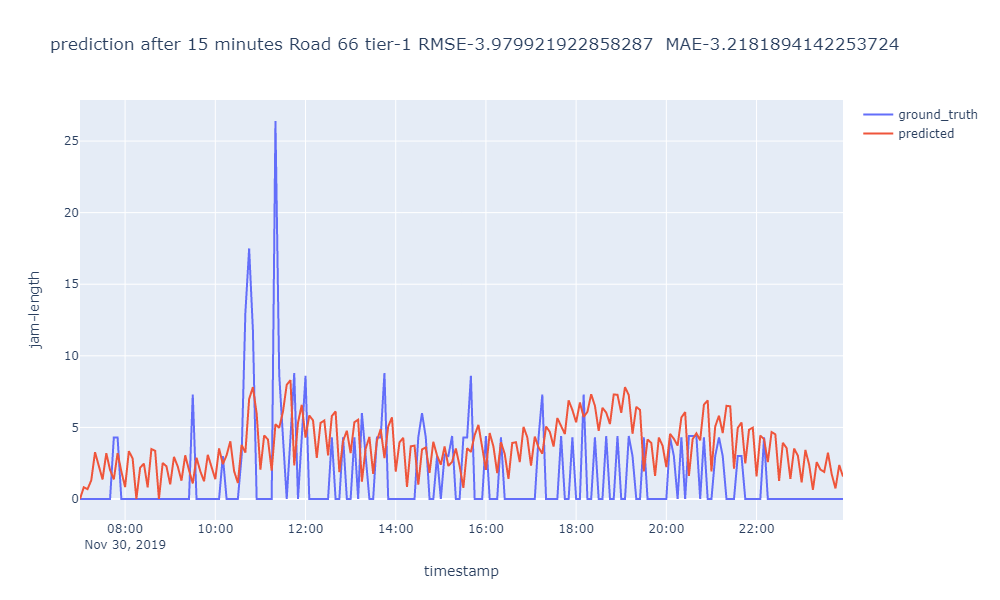 prediction after 15 minutes Road 66 tier-1 RMSE-3.979921922858287  MAE-3.2181894142253724
ground_truth
predicted
25
20
15
10
5
0
jam-length
08:00 10:00 12:00 14:00 16:00 18:00 20:00 22:00
Nov 30, 2019
timestamp